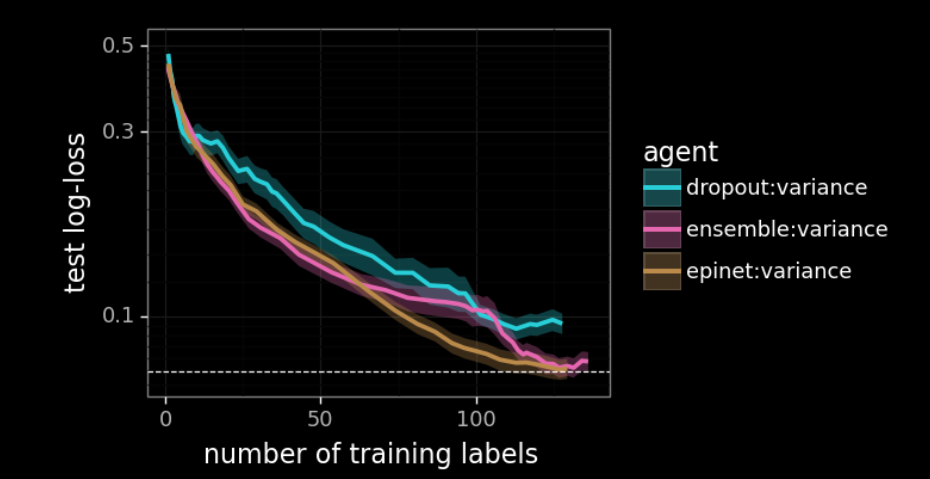 0.5
0.3
0.1
test log-loss
0
50
100
number of training labels
agent
dropout:variance
ensemble:variance
epinet:variance